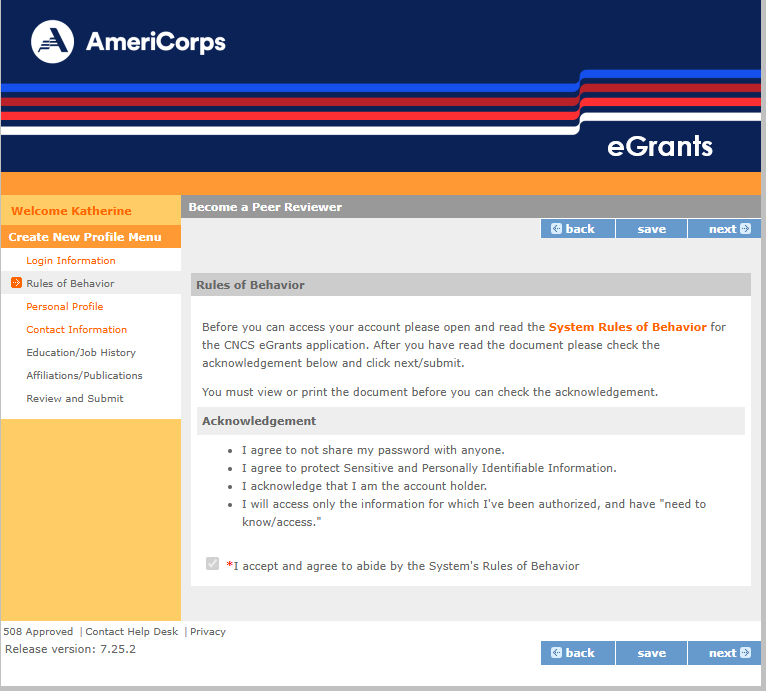 AmeriCorps
eGrants
Welcome Katherine
Become a Peer Reviewer
back save next
Create New Profile Menu
Login Information
Rules of Behavior
Personal Profile
Contact Information
Education/Job History
Affiliations/Publications
Review and Submit
Rules of Behavior
Before you can access your account please open and read the System Rules of Behavior for
the CNCS eGrants application. After you have read the document please check the
acknowledgement below and click next/submit.
You must view or print the document before you can check the acknowledgement.
Acknowledgement
• I agree to not share my password with anyone.
• I agree to protect Sensitive and Personally Identifiable Information.
• I acknowledge that I am the account holder.
• I will access only the information for which I've been authorized, and have "need to
know/access."
*I accept and agree to abide by the System's Rules of Behavior
508 Approved | Contact Help Desk | Privacy
Release version: 7.25.2
back save next